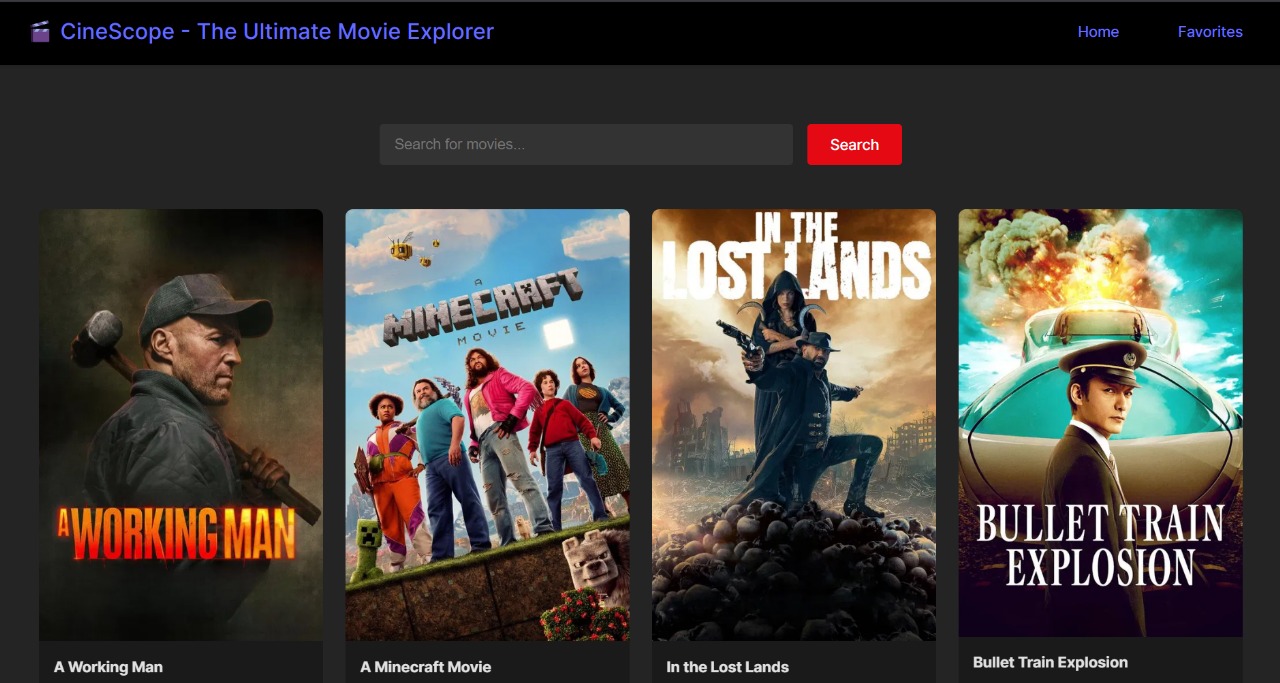 CineScope - The Ultimate Movie Explorer
Home
Favorites
Search for movies...
Search
A WORKING MAN
A
MINECRAFT
MOVIE
IN THE
LOST LANDS
BULLET TRAIN
EXPLOSION
A Working Man
A Minecraft Movie
In the Lost Lands
Bullet Train Explosion